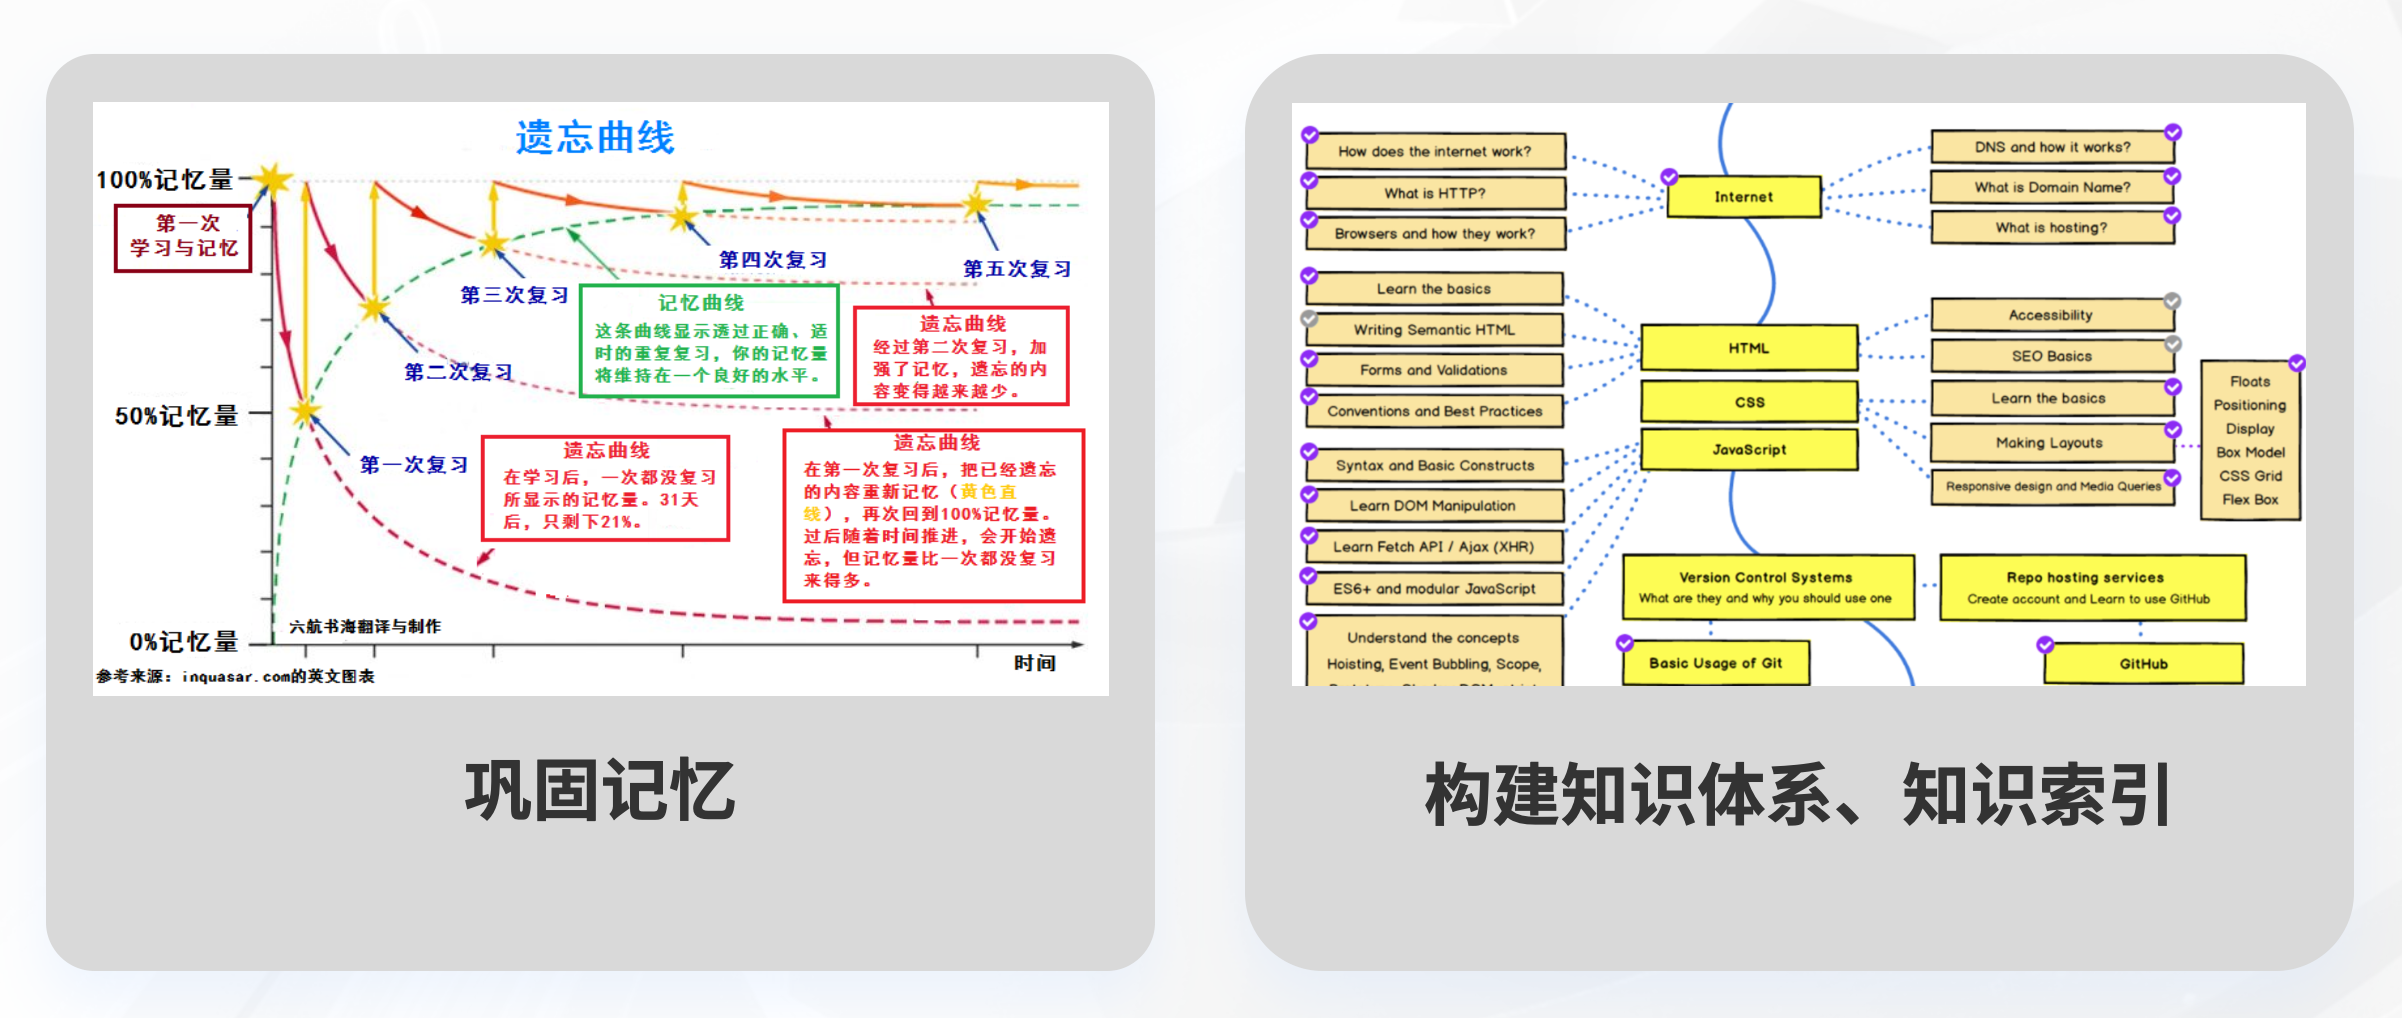 遗忘曲线
100%记忆量
第一次
学习与记忆
第四次复习
第五次复习
第三次复习
记忆曲线
这条曲线显示透过正确、适
时的重复复习，你的记忆量
将维持在一个良好的水平。
遗忘曲线
经过第二次复习，加
强了记忆，遗忘的内
容变得越来越少。
第二次复习
50%记忆量
第一次复习
遗忘曲线
在学习后，一次都没复习
所显示的记忆量。31天
后，只剩下21%。
遗忘曲线
在第一次复习后，把已经遗忘
的内容重新记忆（黄色直
线），再次回到100%记忆量。
过后随着时间推进，会开始遗
忘，但记忆量比一次都没复习
来得多。
六航书海翻译与制作
0%记忆量
时间
参考来源：inquasar.com的英文图表
巩固记忆
How does the internet work?
What is HTTP?
Browsers and how they work?
Internet
DNS and how it works?
What is Domain Name?
What is hosting?
Learn the basics
Writing Semantic HTML
Forms and Validations
Conventions and Best Practices
HTML
CSS
JavaScript
Accessibility
SEO Basics
Learn the basics
Making Layouts
Responsive design and Media Queries
Floats
Positioning
Display
Box Model
CSS Grid
Flex Box
Syntax and Basic Constructs
Learn DOM Manipulation
Learn Fetch API / Ajax (XHR)
ES6+ and modular JavaScript
Understand the concepts
Hoisting, Event Bubbling, Scope,
Version Control Systems
What are they and why you should use one
Repo hosting services
Create account and Learn to use GitHub
Basic Usage of Git
GitHub
构建知识体系、知识索引